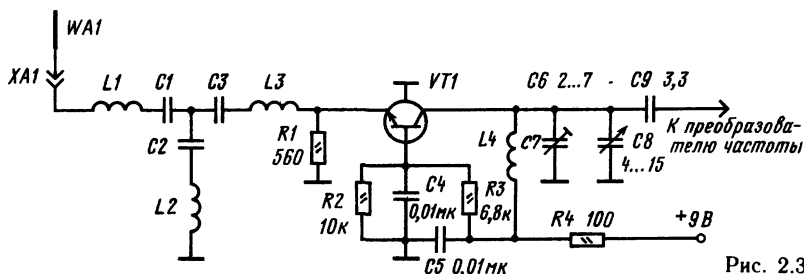 WA1
XA1
L1
C1
C3
L3
VT1
C6 2...7 - C9 3,3
К преобразова-
телю частоты
C2
L2
R1
560
L4
C7
C8
4...15
R2
10к
C4
0,01мк
R3
6,8к
C5 0.01мк
R4 100
+9В
Рис. 2.3